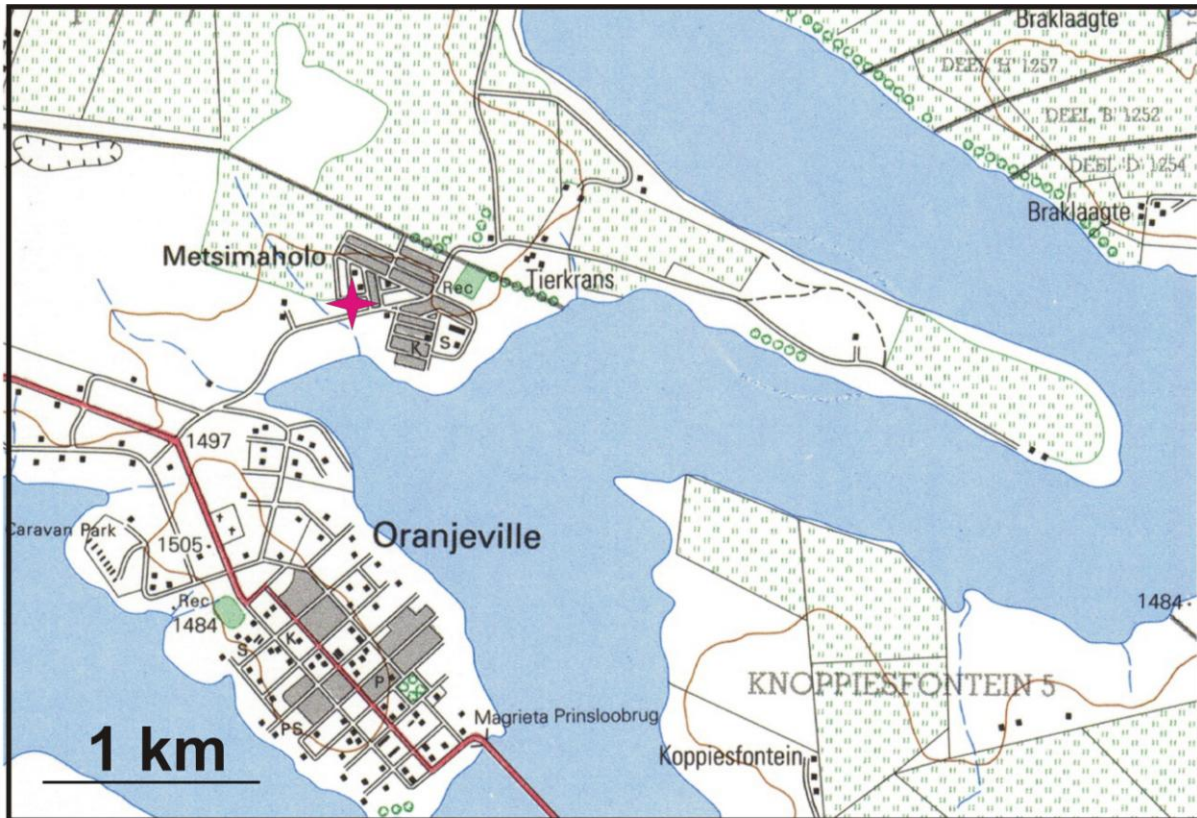 Braklaagte
DEEL 'H' 1257
DEEL 'B' 1252
DEEL 'D' 1254
Braklaagte
Metsimaholo
Rec
Tierkrans
K
S
1497
Oranjeville
Caravan Park
1505
Rec
1484
1484
S
K
P
KNOPPIESFONTEIN 5
PS
Magrieta Prinsloobrug
1 km
Koppiesfontein